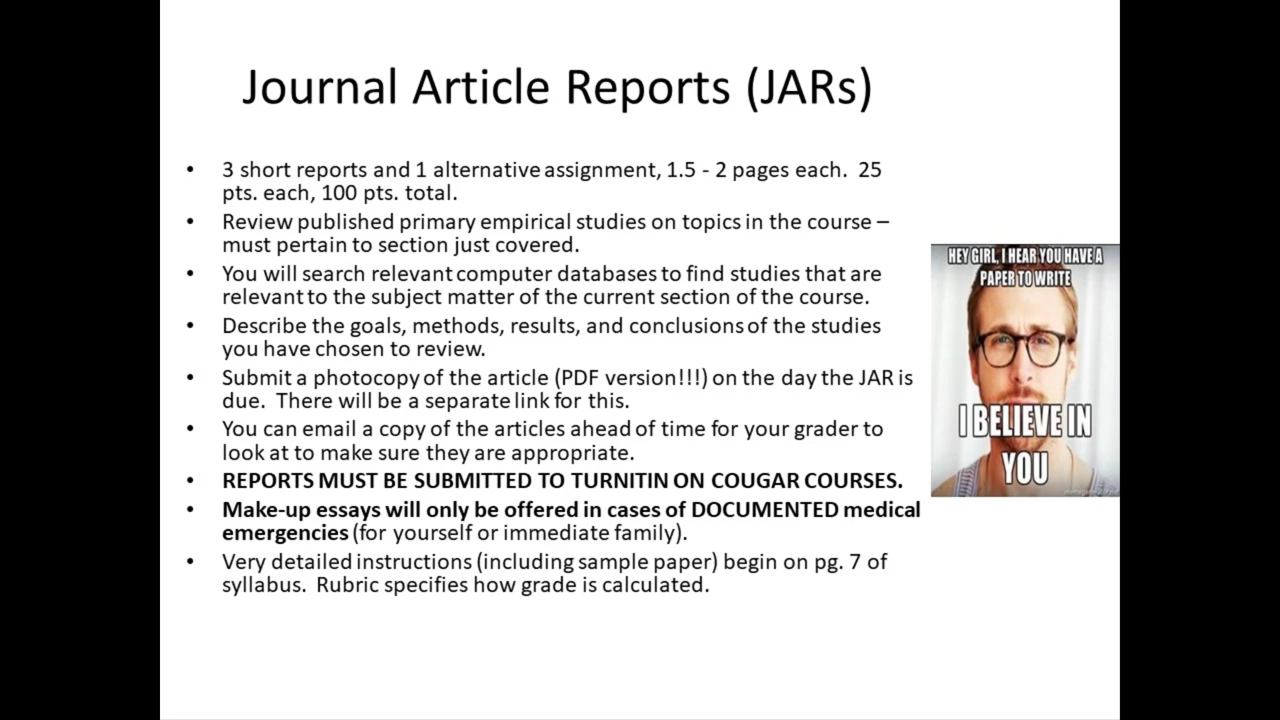 Journal Article Reports (JARs)
• 3 short reports and 1 alternative assignment, 1.5 - 2 pages each.  25
pts. each, 100 pts. total.
• Review published primary empirical studies on topics in the course –
must pertain to section just covered.
• You will search relevant computer databases to find studies that are
relevant to the subject matter of the current section of the course.
• Describe the goals, methods, results, and conclusions of the studies
you have chosen to review.
• Submit a photocopy of the article (PDF version!!!) on the day the JAR is
due.  There will be a separate link for this.
• You can email a copy of the articles ahead of time for your grader to
look at to make sure they are appropriate.
• REPORTS MUST BE SUBMITTED TO TURNITIN ON COUGAR COURSES.
• Make-up essays will only be offered in cases of DOCUMENTED medical
emergencies (for yourself or immediate family).
• Very detailed instructions (including sample paper) begin on pg. 7 of
syllabus.  Rubric specifies how grade is calculated.
HEY GIRL, I HEAR YOU HAVE A
PAPER TO WRITE
I BELIEVE IN
YOU